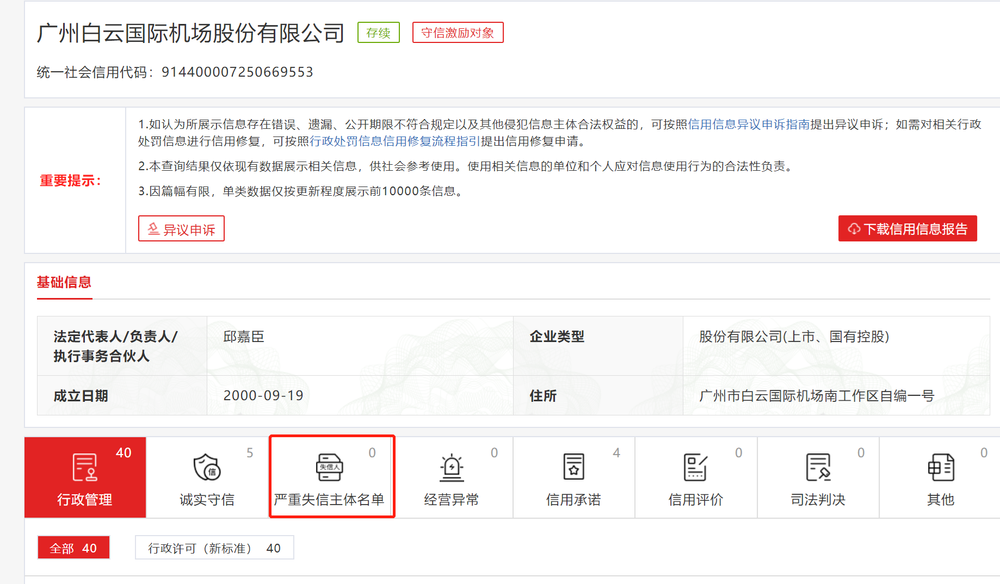 广州白云国际机场股份有限公司 存续 守信激励对象
统一社会信用代码：914400007250669553
重要提示：
1.如认为所展示信息存在错误、遗漏、公开期限不符合规定以及其他侵犯信息主体合法权益的，可按照信用信息异议申诉指南提出异议申诉；如需对相关行政
处罚信息进行信用修复，可按照行政处罚信息信用修复流程指引提出信用修复申请。
2.本查询结果仅依现有数据展示相关信息，供社会参考使用。使用相关信息的单位和个人应对信息使用行为的合法性负责。
3.因篇幅有限，单类数据仅按更新程度展示前10000条信息。
异议申诉 下载信用信息报告
基础信息
法定代表人/负责人/
执行事务合伙人
邱嘉臣
企业类型
股份有限公司(上市、国有控股)
成立日期 2000-09-19 住所 广州市白云国际机场南工作区自编一号
40
行政管理
5
信
诚实守信
0
失信人
严重失信主体名单
0
经营异常
4
信用承诺
0
信用评价
0
司法判决
0
其他
全部 40 行政许可（新标准） 40